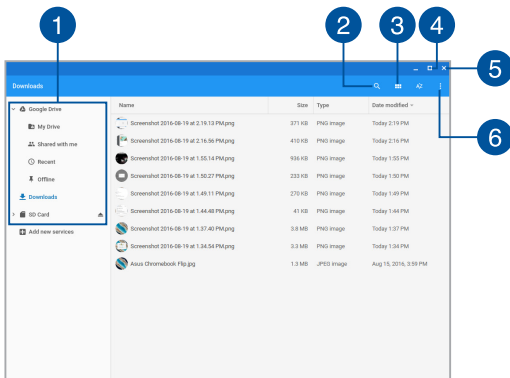 1
2
3
4
5
6
Downloads
Google Drive
My Drive
Shared with me
Recent
Offline
Downloads
SD Card
Add new services
Name Size Type Date modified
Screenshot 2016-08-19 at 2.19.13 PM.png 371 KB PNG image Today 2:19 PM
Screenshot 2016-08-19 at 2.16.56 PM.png 410 KB PNG image Today 2:16 PM
Screenshot 2016-08-19 at 1.55.14 PM.png 936 KB PNG image Today 1:55 PM
Screenshot 2016-08-19 at 1.50.27 PM.png 233 KB PNG image Today 1:50 PM
Screenshot 2016-08-19 at 1.49.11 PM.png 270 KB PNG image Today 1:49 PM
Screenshot 2016-08-19 at 1.44.48 PM.png 41 KB PNG image Today 1:44 PM
Screenshot 2016-08-19 at 1.37.40 PM.png 3.8 MB PNG image Today 1:37 PM
Screenshot 2016-08-19 at 1.34.54 PM.png 3.3 MB PNG image Today 1:34 PM
Asus Chromebook Flip.jpg 1.3 MB JPEG image Aug 15, 2016, 3:59 PM